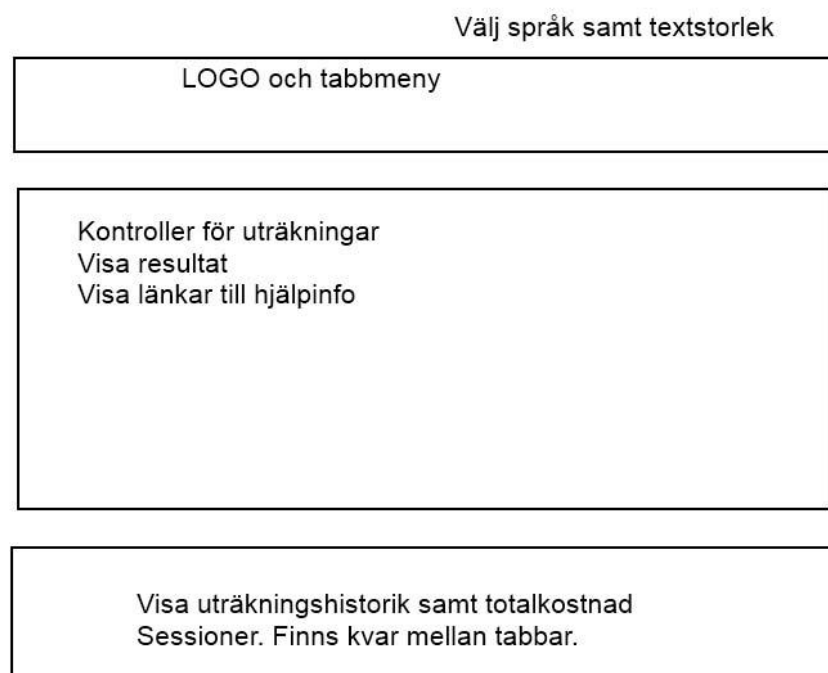 Välj språk samt textstorlek
LOGO och tabbmeny
Kontroller för uträkningar
Visa resultat
Visa länkar till hjälpinfo
Visa uträkningshistorik samt totalkostnad
Sessioner. Finns kvar mellan tabbar.